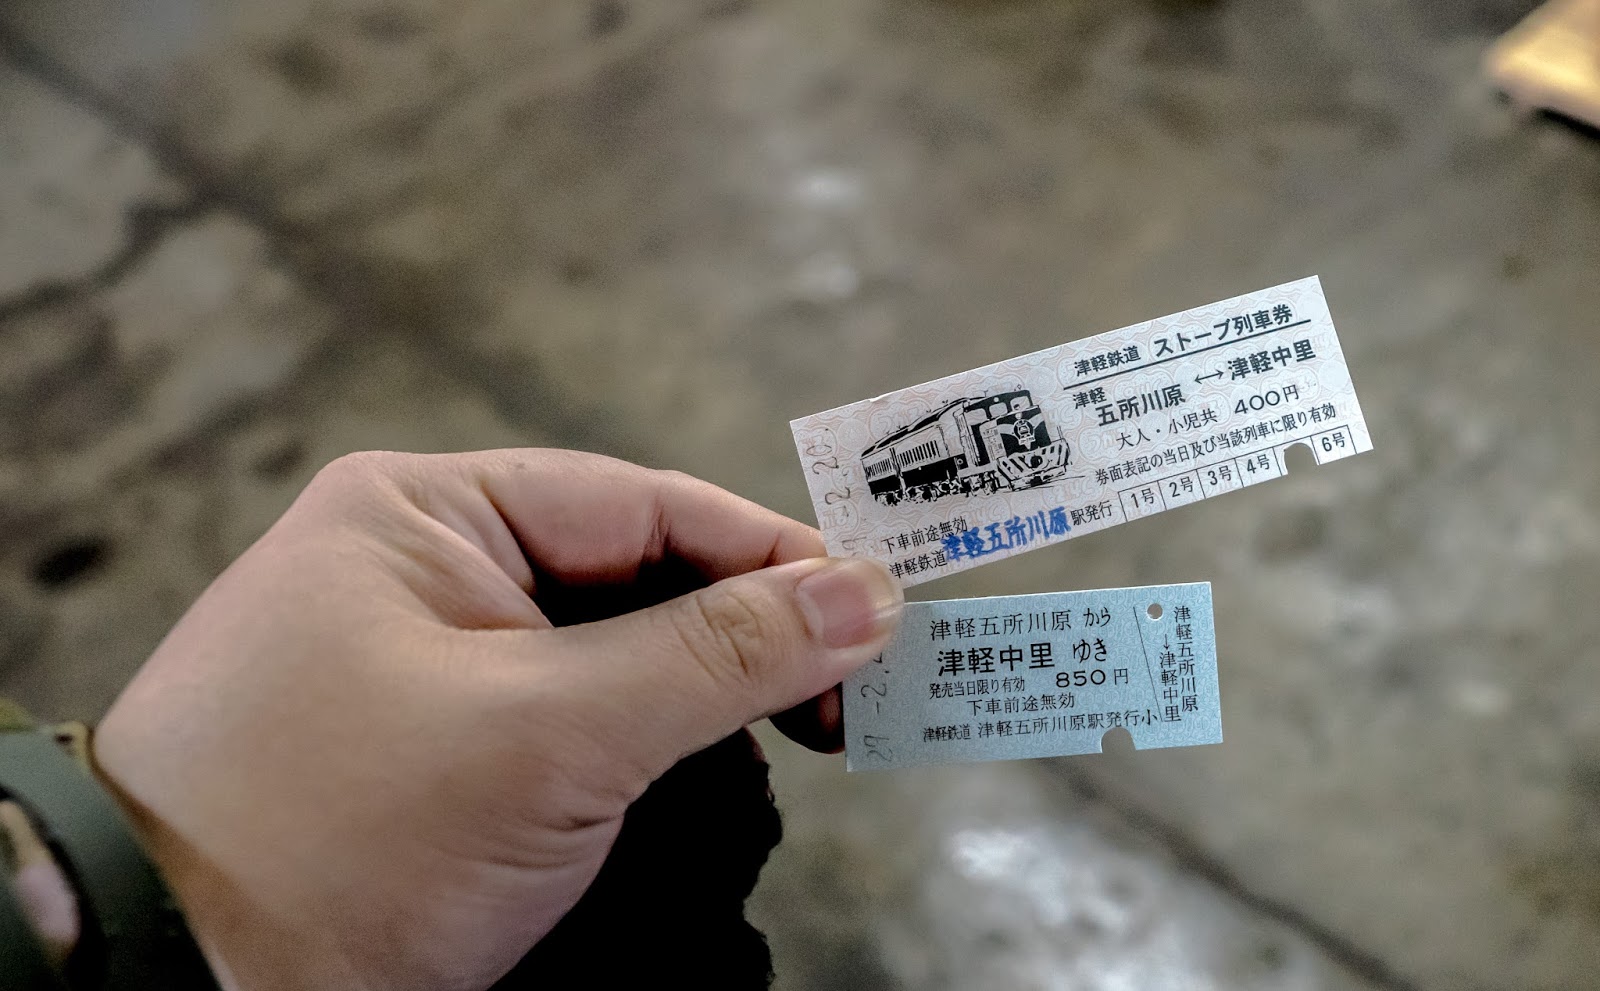 津軽鉄道 ストーブ列車券
津軽五所川原 ↔ 津軽中里
大人・小児共 400円
券面表記の当日及び当該列車に限り有効
1号 2号 3号 4号 6号
下車前途無効
津軽鉄道 津軽五所川原 駅発行
津軽五所川原 から
津軽中里 ゆき
発売当日限り有効 850円
下車前途無効
津軽鉄道 津軽五所川原駅発行
小
津軽五所川原
→津軽中里